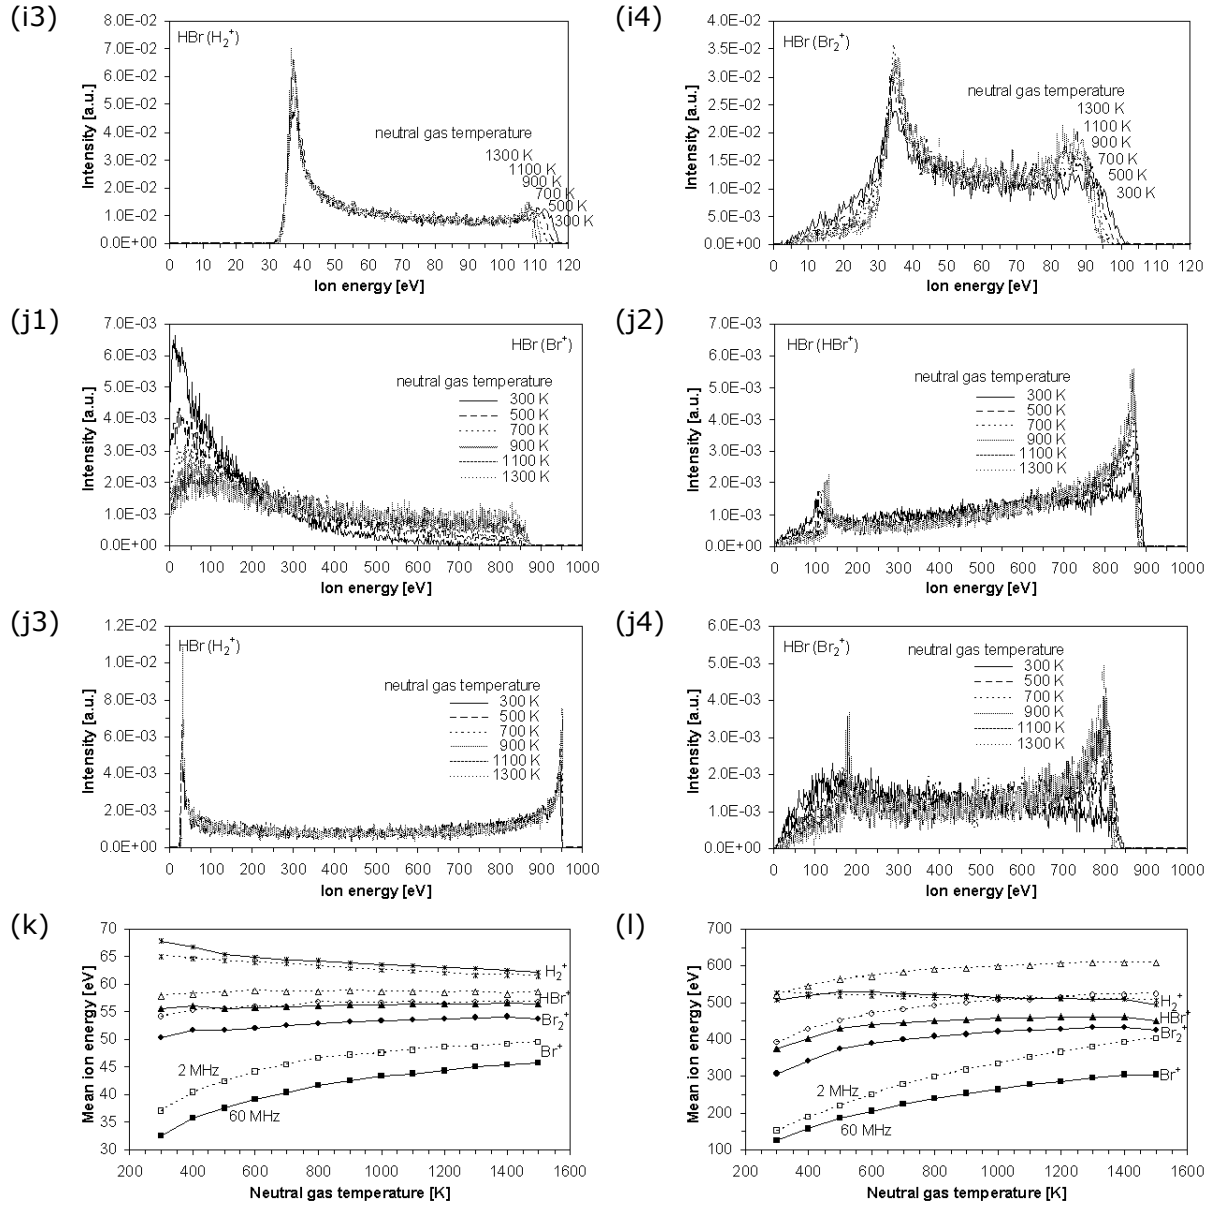 (i3)
HBr (H₂⁺)
neutral gas temperature
1300 K
1100 K
900 K
700 K
500 K
300 K
8.0E-02
7.0E-02
6.0E-02
5.0E-02
4.0E-02
3.0E-02
2.0E-02
1.0E-02
0.0E+00
Intensity [a.u.]
0 10 20 30 40 50 60 70 80 90 100 110 120
Ion energy [eV]
(i4)
HBr (Br₂⁺)
neutral gas temperature
1300 K
1100 K
900 K
700 K
500 K
300 K
4.0E-02
3.5E-02
3.0E-02
2.5E-02
2.0E-02
1.5E-02
1.0E-02
5.0E-03
0.0E+00
Intensity [a.u.]
0 10 20 30 40 50 60 70 80 90 100 110 120
Ion energy [eV]
(j1)
HBr (Br⁺)
neutral gas temperature
300 K
500 K
700 K
900 K
1100 K
1300 K
7.0E-03
6.0E-03
5.0E-03
4.0E-03
3.0E-03
2.0E-03
1.0E-03
0.0E+00
Intensity [a.u.]
0 100 200 300 400 500 600 700 800 900 1000
Ion energy [eV]
(j2)
HBr (HBr⁺)
neutral gas temperature
300 K
500 K
700 K
900 K
1100 K
1300 K
7.0E-03
6.0E-03
5.0E-03
4.0E-03
3.0E-03
2.0E-03
1.0E-03
0.0E+00
Intensity [a.u.]
0 100 200 300 400 500 600 700 800 900 1000
Ion energy [eV]
(j3)
HBr (H₂⁺)
neutral gas temperature
300 K
500 K
700 K
900 K
1100 K
1300 K
1.2E-02
1.0E-02
8.0E-03
6.0E-03
4.0E-03
2.0E-03
0.0E+00
Intensity [a.u.]
0 100 200 300 400 500 600 700 800 900 1000
Ion energy [eV]
(j4)
HBr (Br₂⁺)
neutral gas temperature
300 K
500 K
700 K
900 K
1100 K
1300 K
6.0E-03
5.0E-03
4.0E-03
3.0E-03
2.0E-03
1.0E-03
0.0E+00
Intensity [a.u.]
0 100 200 300 400 500 600 700 800 900 1000
Ion energy [eV]
(k)
70
65
60
55
50
45
40
35
30
Mean ion energy [eV]
H₂⁺
HBr⁺
Br₂⁺
Br⁺
2 MHz
60 MHz
200 400 600 800 1000 1200 1400 1600
Neutral gas temperature [K]
(l)
700
600
500
400
300
200
100
Mean ion energy [eV]
H₂⁺
HBr⁺
Br₂⁺
Br⁺
2 MHz
60 MHz
200 400 600 800 1000 1200 1400 1600
Neutral gas temperature [K]